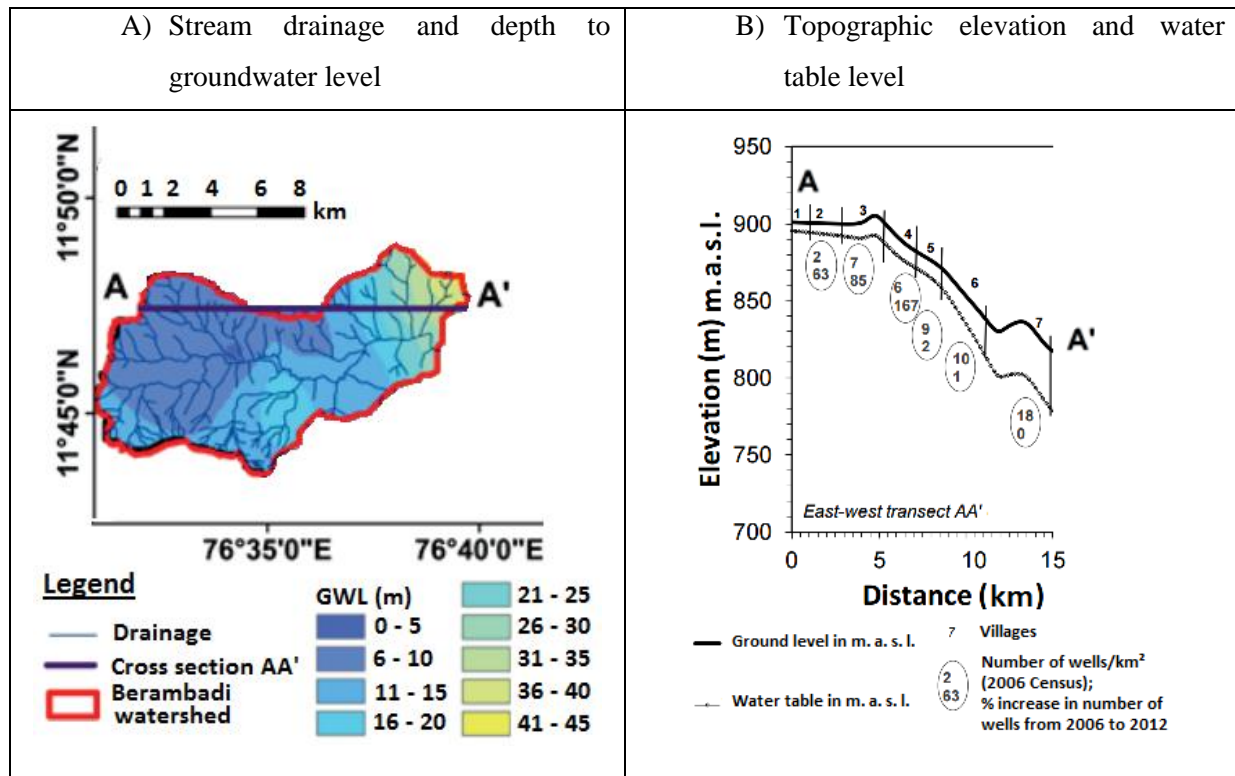 A) Stream drainage and depth to
groundwater level
B) Topographic elevation and water
table level
11°50'0"N
11°45'0"N
0 1 2 4 6 8
km
A
A'
76°35'0"E
76°40'0"E
Legend
Drainage
Cross section AA'
Berambadi
watershed
GWL (m)
0 - 5
6 - 10
11 - 15
16 - 20
21 - 25
26 - 30
31 - 35
36 - 40
41 - 45
Elevation (m) m.a.s.l.
950
900
850
800
750
700
A
1 2 3 4 5 6 7
A'
2
63
7
85
6
167
9
2
10
1
18
0
East-west transect AA'
0 5 10 15
Distance (km)
Ground level in m. a. s. l.
Water table in m. a. s. l.
7 Villages
2
63
Number of wells/km²
(2006 Census);
% increase in number of
wells from 2006 to 2012